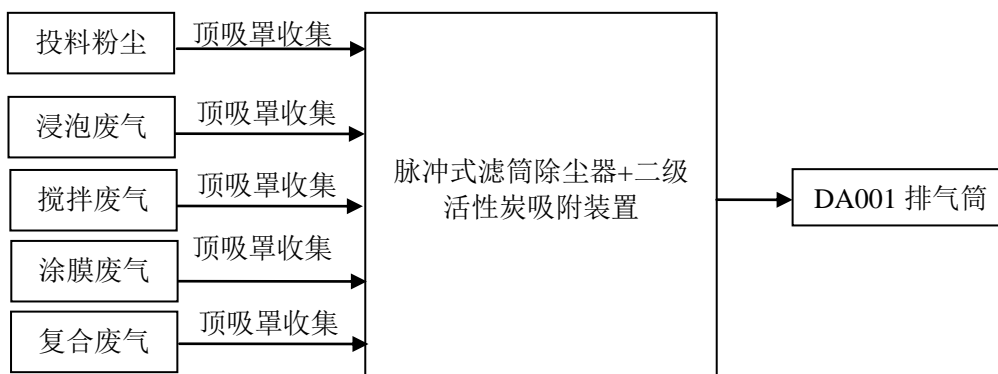 投料粉尘
顶吸罩收集
浸泡废气
顶吸罩收集
搅拌废气
顶吸罩收集
涂膜废气
顶吸罩收集
复合废气
顶吸罩收集
脉冲式滤筒除尘器+二级
活性炭吸附装置
DA001 排气筒